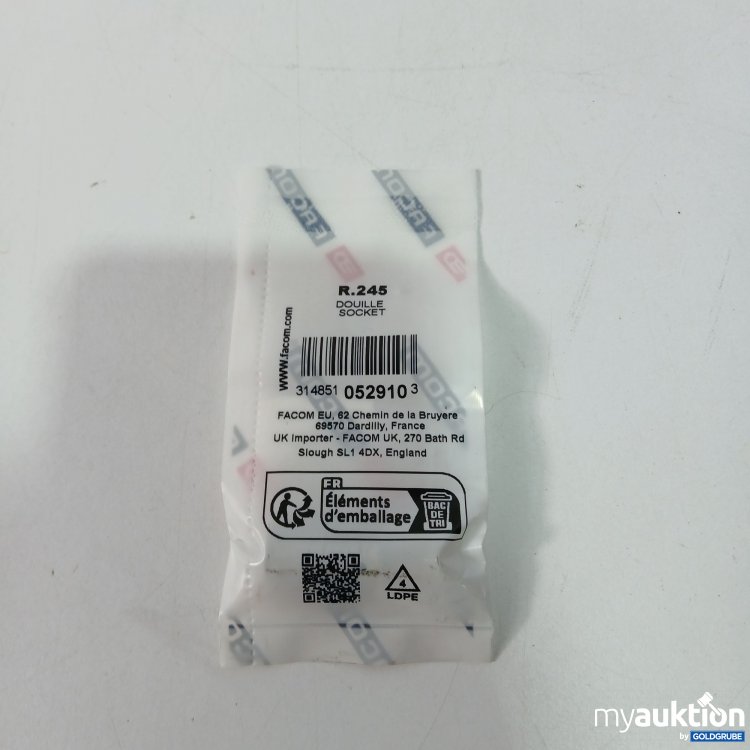 FACOM
FACOM
R.245
DOUILLE
SOCKET
www.facom.com
314851 052910 3
FACOM EU, 62 Chemin de la Bruyere
69570 Dardilly, France
UK Importer - FACOM UK, 270 Bath Rd
Slough SL1 4DX, England
FR
Éléments
d'emballage
BAC
DE
TRI
4
LDPE
myauktion
by GOLDGRUBE